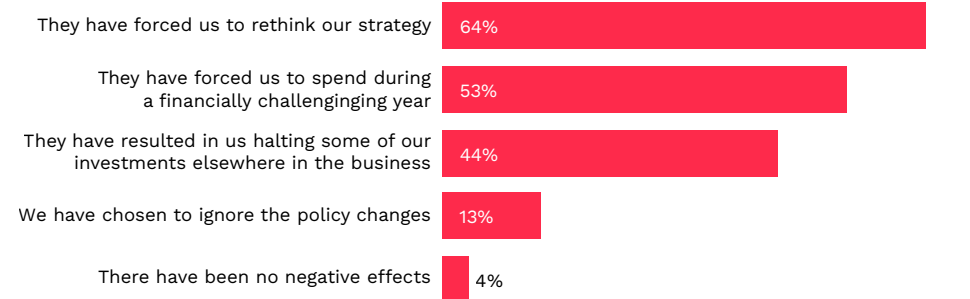 They have forced us to rethink our strategy
64%
They have forced us to spend during
a financially challenginging year
53%
They have resulted in us halting some of our
investments elsewhere in the business
44%
We have chosen to ignore the policy changes
13%
There have been no negative effects
4%